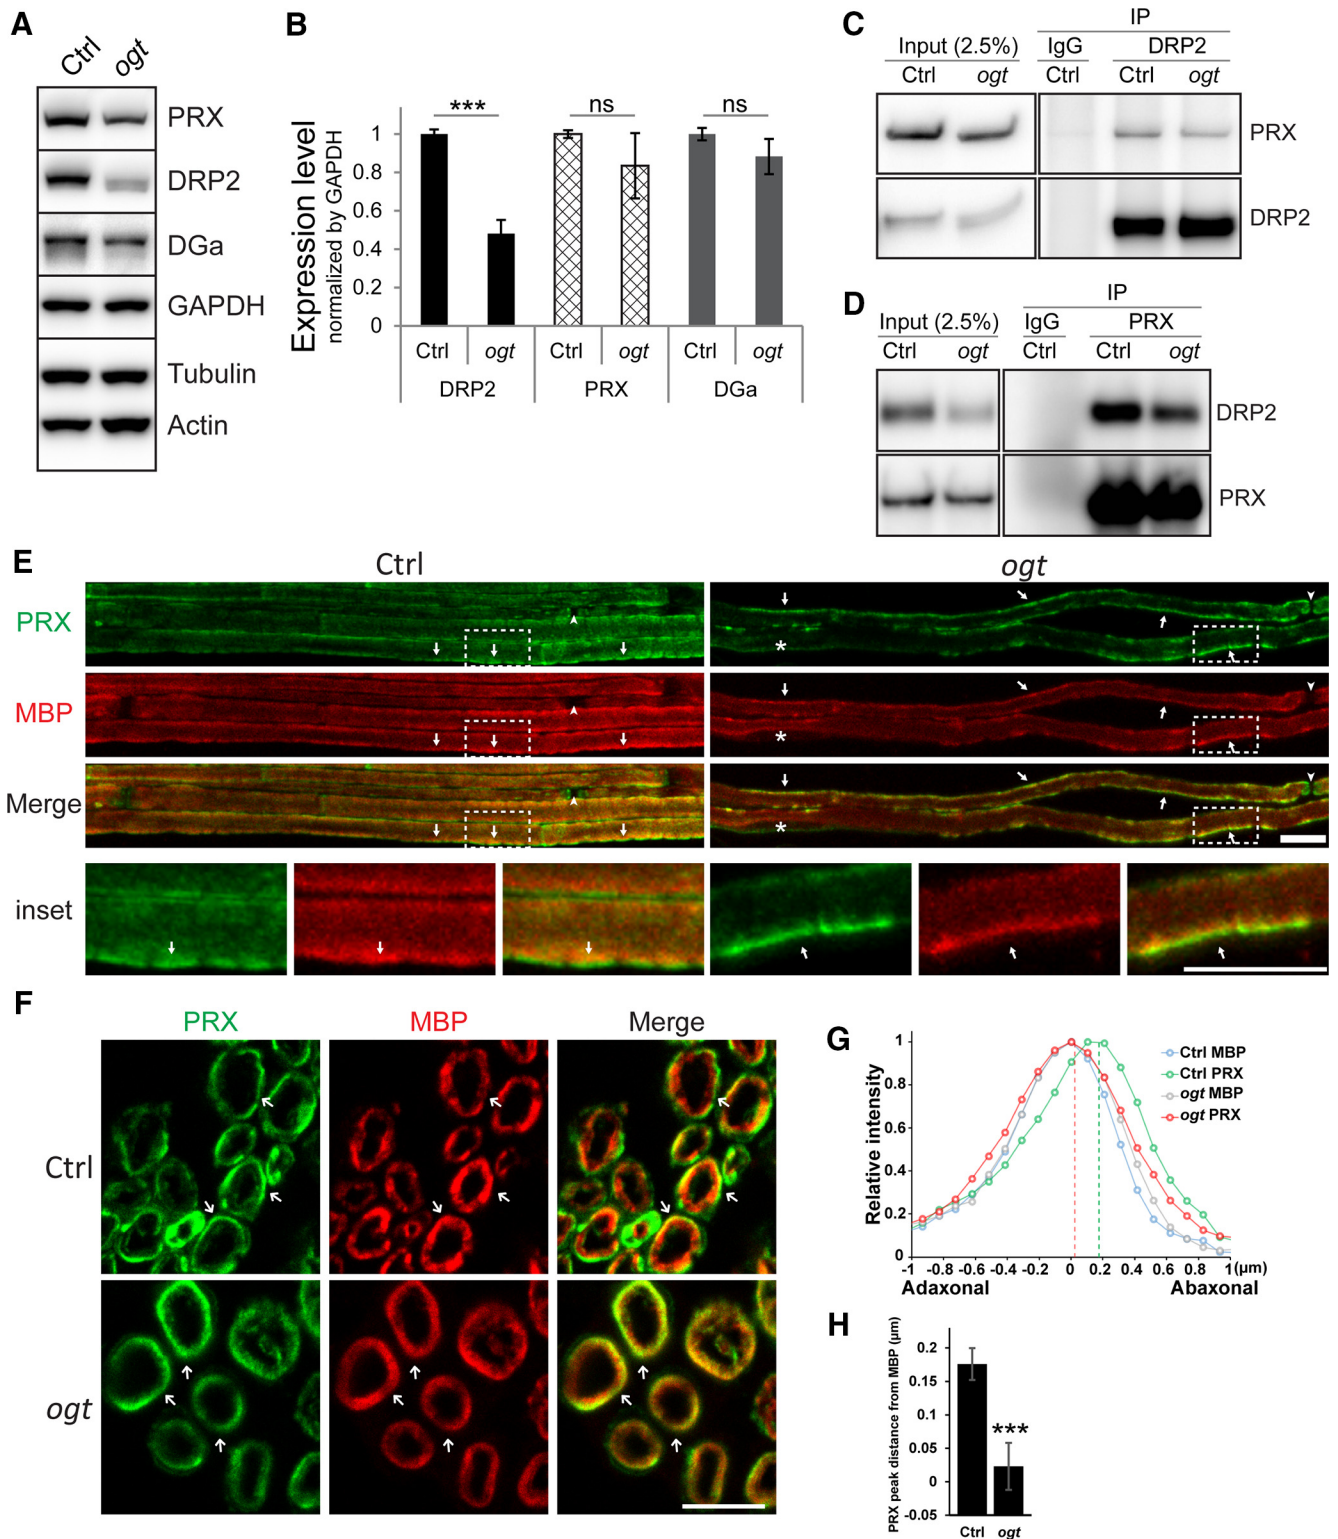 A
Ctrl
ogt
PRX
DRP2
DGa
GAPDH
Tubulin
Actin
B
Expression level
normalized by GAPDH
***
ns
ns
1
0.8
0.6
0.4
0.2
0
Ctrl
ogt
Ctrl
ogt
Ctrl
ogt
DRP2
PRX
DGa
C
IP
Input (2.5%)
IgG
DRP2
Ctrl
ogt
Ctrl
Ctrl
ogt
PRX
DRP2
D
IP
Input (2.5%)
IgG
PRX
Ctrl
ogt
Ctrl
Ctrl
ogt
DRP2
PRX
E
Ctrl
ogt
PRX
*
MBP
*
Merge
*
inset
F
PRX
MBP
Merge
Ctrl
ogt
G
Relative intensity
1
0.8
0.6
0.4
0.2
0
-1 -0.8 -0.6 -0.4 -0.2 0 0.2 0.4 0.6 0.8 1 (μm)
Adaxonal
Abaxonal
Ctrl MBP
Ctrl PRX
ogt MBP
ogt PRX
H
PRX peak distance from MBP (μm)
0.2
0.15
0.1
0.05
0
-0.05
***
Ctrl
ogt